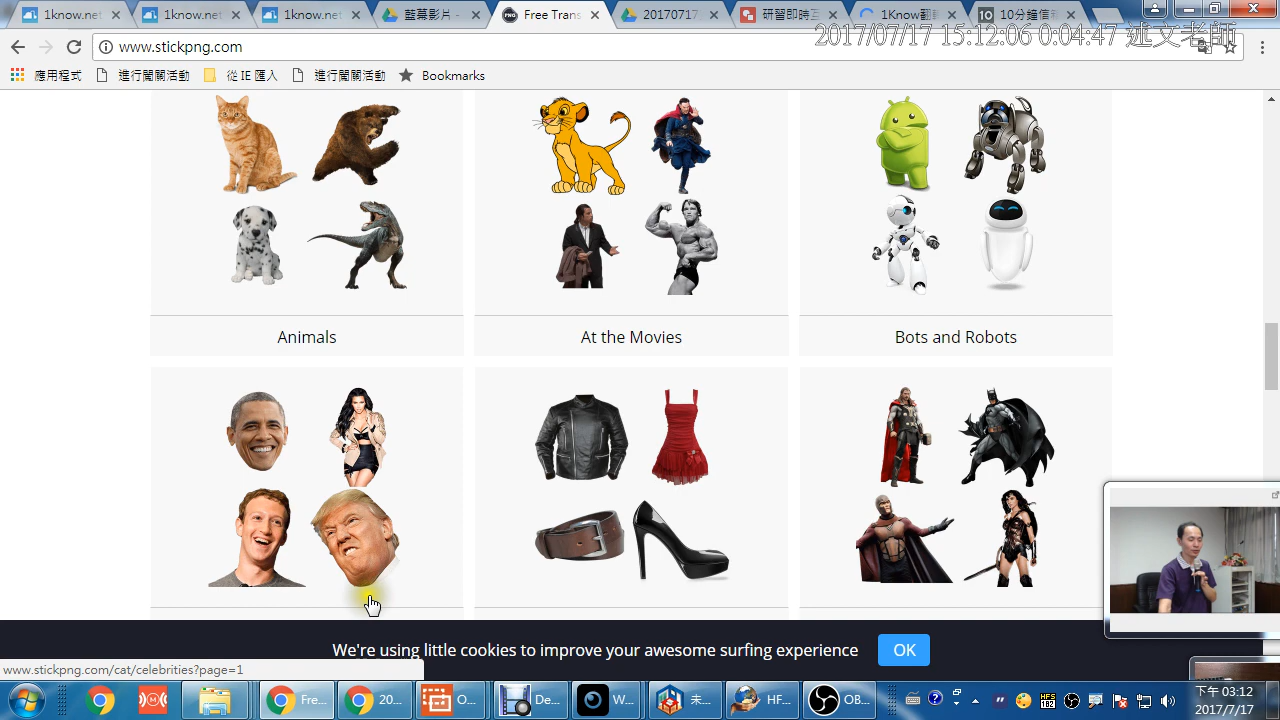 1know.net
1know.net
1know.net
藍幕影片 -
Free Trans
20170717
研習即時互
1Know翻
10分鐘信
www.stickpng.com
2017/07/17 15:12:06 0:04:47 述文老師
應用程式
進行闖關活動
從 IE 匯入
進行闖關活動
Bookmarks
Animals
At the Movies
Bots and Robots
We're using little cookies to improve your awesome surfing experience
OK
www.stickpng.com/cat/celebrities?page=1
Fre...
20...
O...
De...
W...
未...
HF...
OB...
HFS
182
下午 03:12
2017/7/17